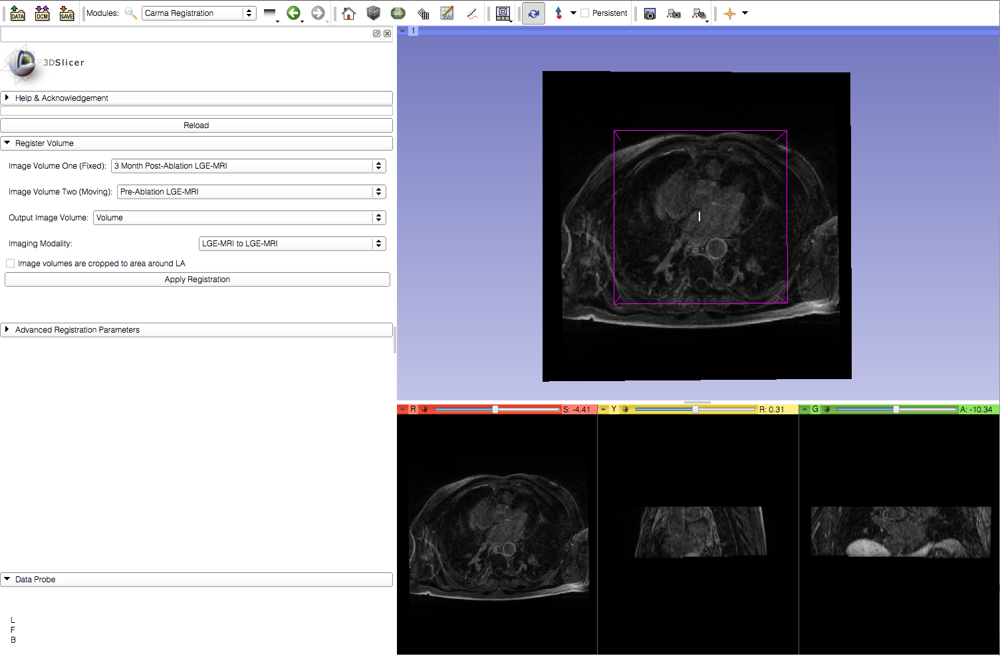 DATA DCM SAVE Modules: Carma Registration Persistent
1
3DSlicer
Help & Acknowledgement
Reload
Register Volume
Image Volume One (Fixed): 3 Month Post-Ablation LGE-MRI
Image Volume Two (Moving): Pre-Ablation LGE-MRI
Output Image Volume: Volume
Imaging Modality: LGE-MRI to LGE-MRI
Image volumes are cropped to area around LA
Apply Registration
Advanced Registration Parameters
I
R S: -4.41 Y R: 0.31 G A: -10.34
Data Probe
L
F
B